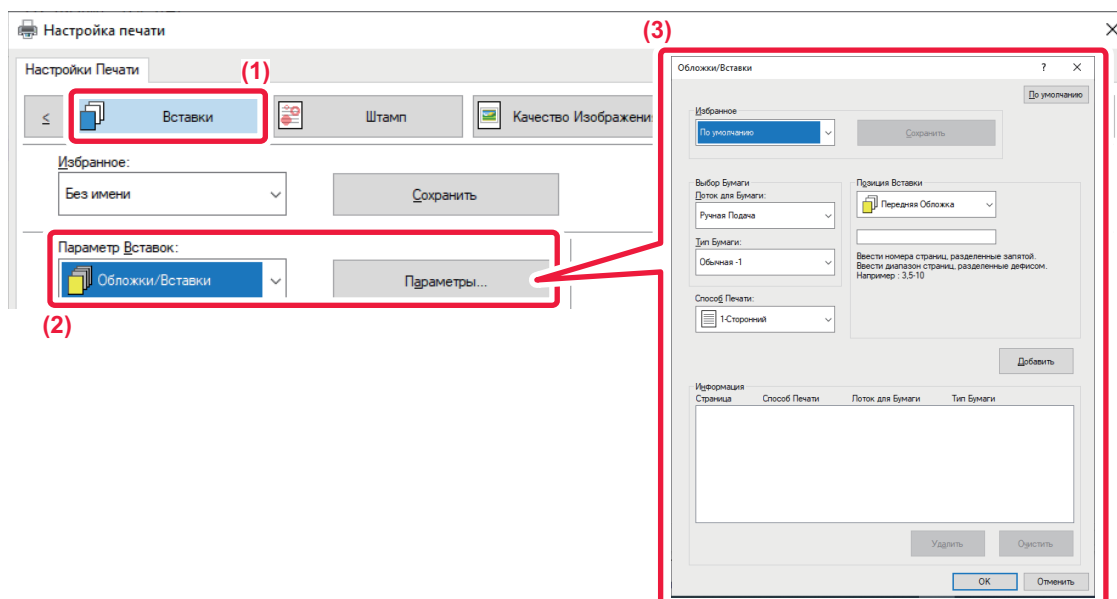 Настройка печати
Настройки Печати
(1)
<
Вставки
Штамп
Качество Изображени
Избранное:
Без имени
Сохранить
Параметр Вставок:
Обложки/Вставки
Параметры...
(2)
(3)
Обложки/Вставки
?
По умолчанию
Избранное
По умолчанию
Сохранить
Выбор Бумаги
Лоток для Бумаги:
Ручная Подача
Тип Бумаги:
Обычная -1
Способ Печати:
1-Сторонний
Позиция Вставки
Передняя Обложка
Ввести номера страниц, разделенные запятой.
Ввести диапазон страниц, разделенные дефисом.
Например : 3,5-10
Добавить
Информация
Страница Способ Печати Лоток для Бумаги Тип Бумаги
Удалить
Очистить
OK
Отменить